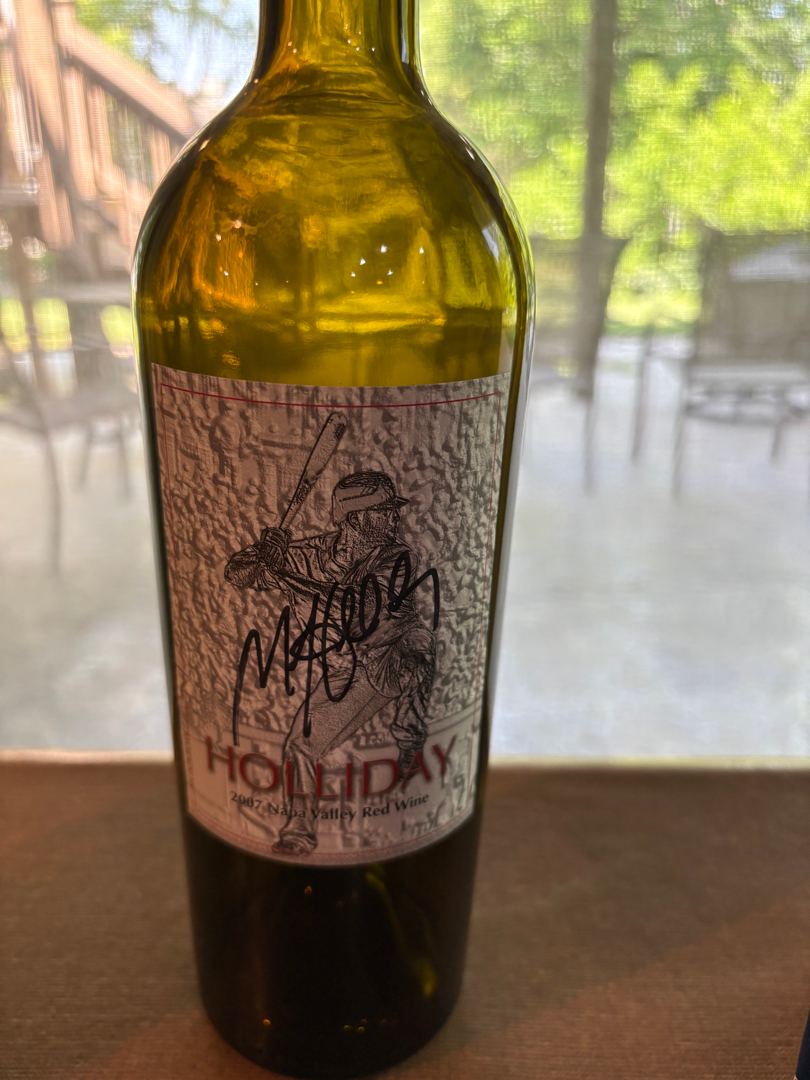 HOLLIDAY
2007 Napa Valley Red Wine